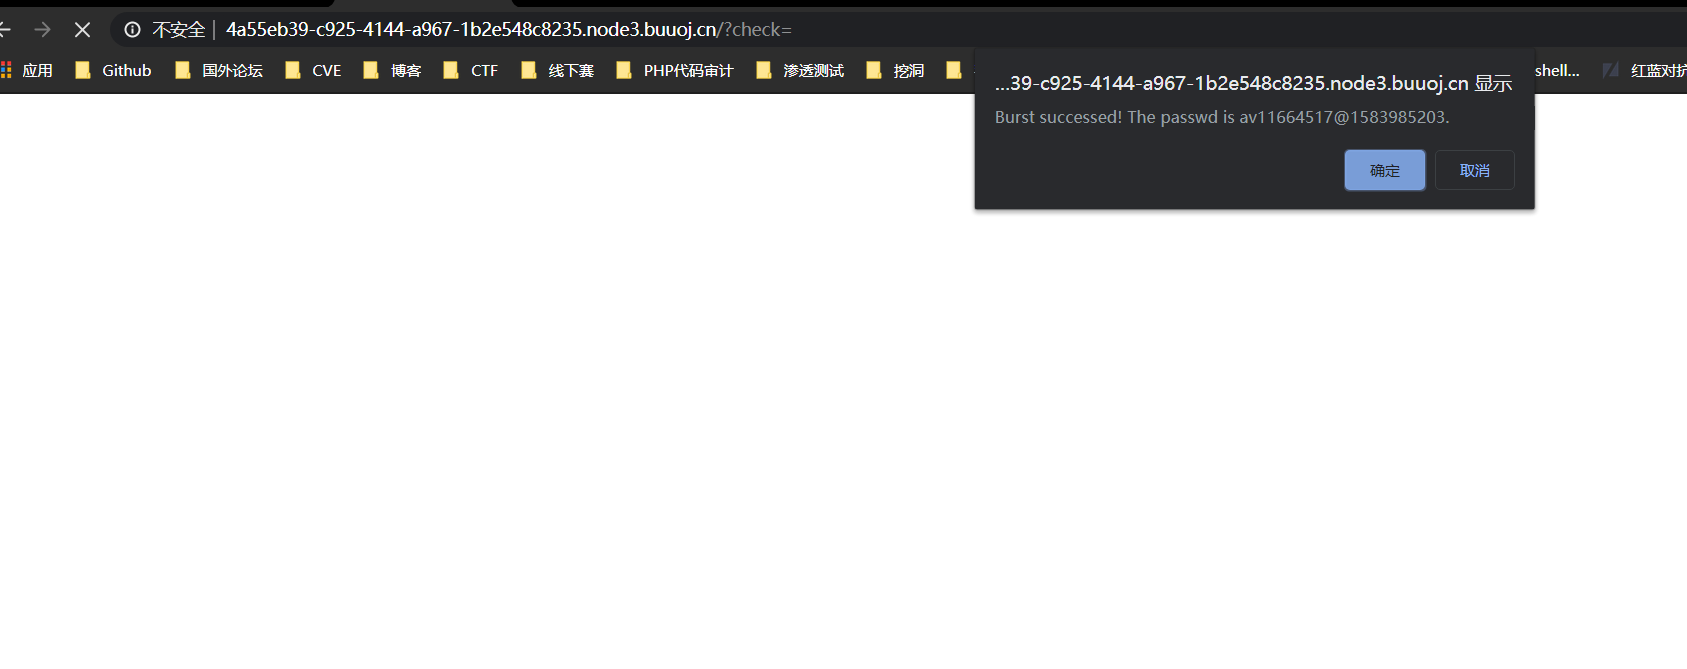 不安全 | 4a55eb39-c925-4144-a967-1b2e548c8235.node3.buuoj.cn/?check=
应用 Github 国外论坛 CVE 博客 CTF 线下赛 PHP代码审计 渗透测试 挖洞 shell... 红蓝对抗
...39-c925-4144-a967-1b2e548c8235.node3.buuoj.cn 显示
Burst successed! The passwd is av11664517@1583985203.
确定 取消